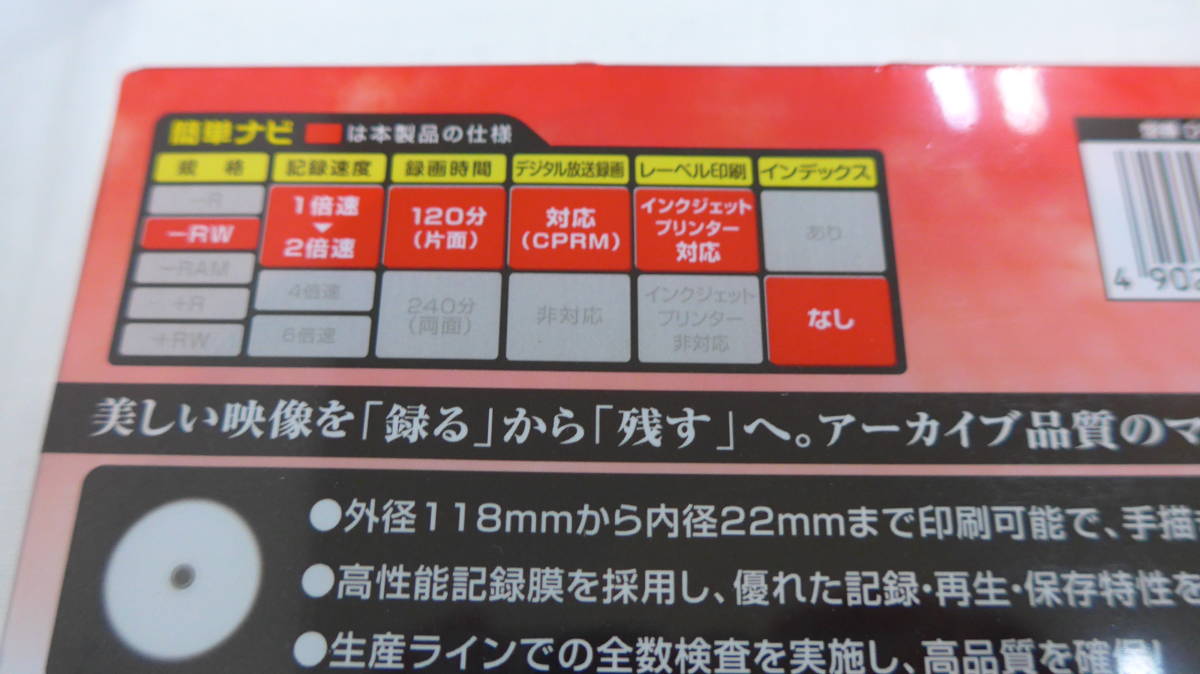 簡単ナビ は本製品の仕様
規格 記録速度 録画時間 デジタル放送録画 レーベル印刷 インデックス
-R
-RW
-RAM
+R
+RW
1倍速
2倍速
4倍速
6倍速
120分
(片面)
240分
(両面)
対応
(CPRM)
非対応
インクジェット
プリンター
対応
インクジェット
プリンター
非対応
あり
なし
4 902
美しい映像を「録る」から「残す」へ。アーカイブ品質のマ
●外径118mmから内径22mmまで印刷可能で、手描
●高性能記録膜を採用し、優れた記録・再生・保存特性を
●生産ラインでの全数検査を実施し、高品質を確保し